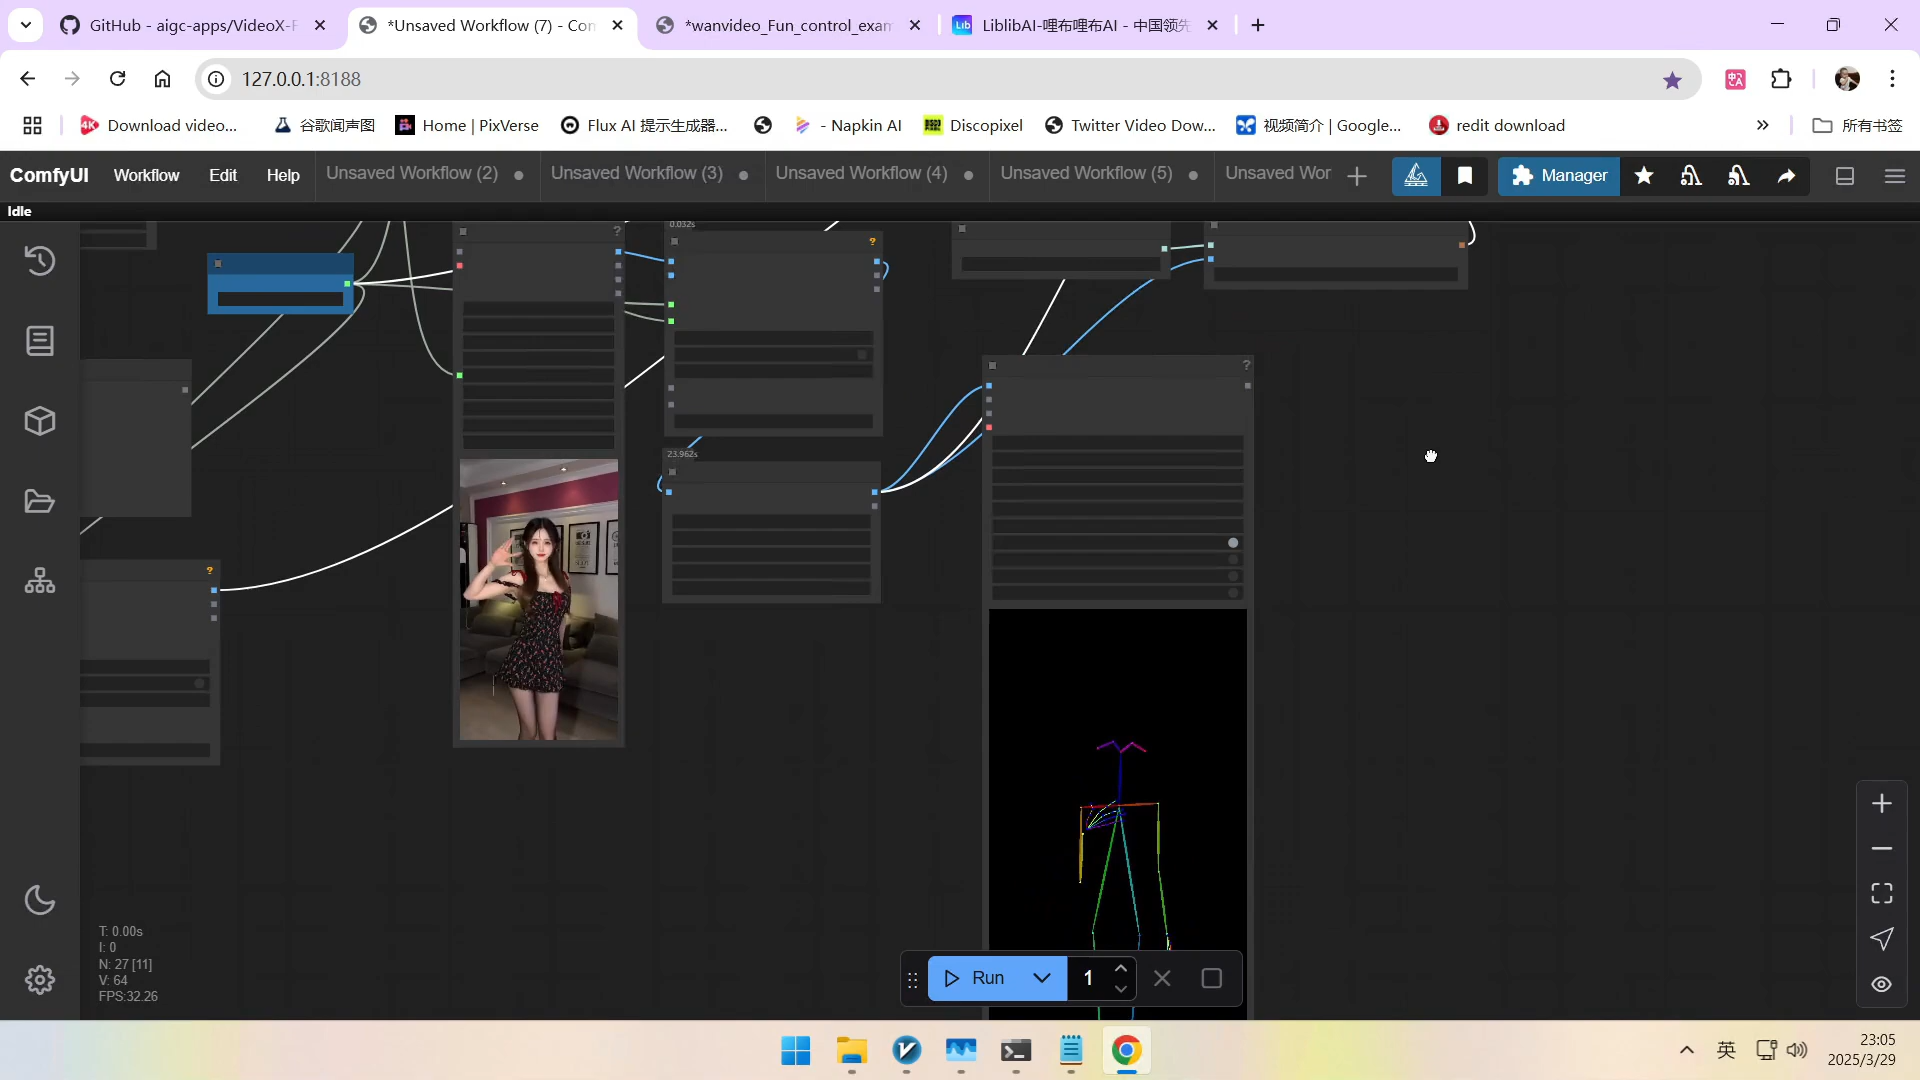 GitHub - aigc-apps/VideoX-F
*Unsaved Workflow (7) - Con
*wanvideo_Fun_control_exam
Lib
LiblibAI-哩布哩布AI - 中国领先
127.0.0.1:8188
4K
Download video...
谷歌闻声图
Home | PixVerse
Flux AI 提示生成器...
- Napkin AI
Discopixel
Twitter Video Dow...
视频简介 | Google...
redit download
所有书签
ComfyUI
Workflow
Edit
Help
Unsaved Workflow (2)
Unsaved Workflow (3)
Unsaved Workflow (4)
Unsaved Workflow (5)
Unsaved Wor
Manager
Idle
0.032s
23.962s
T: 0.00s
I: 0
N: 27 [11]
V: 64
FPS:32.26
Run
1
英
23:05
2025/3/29